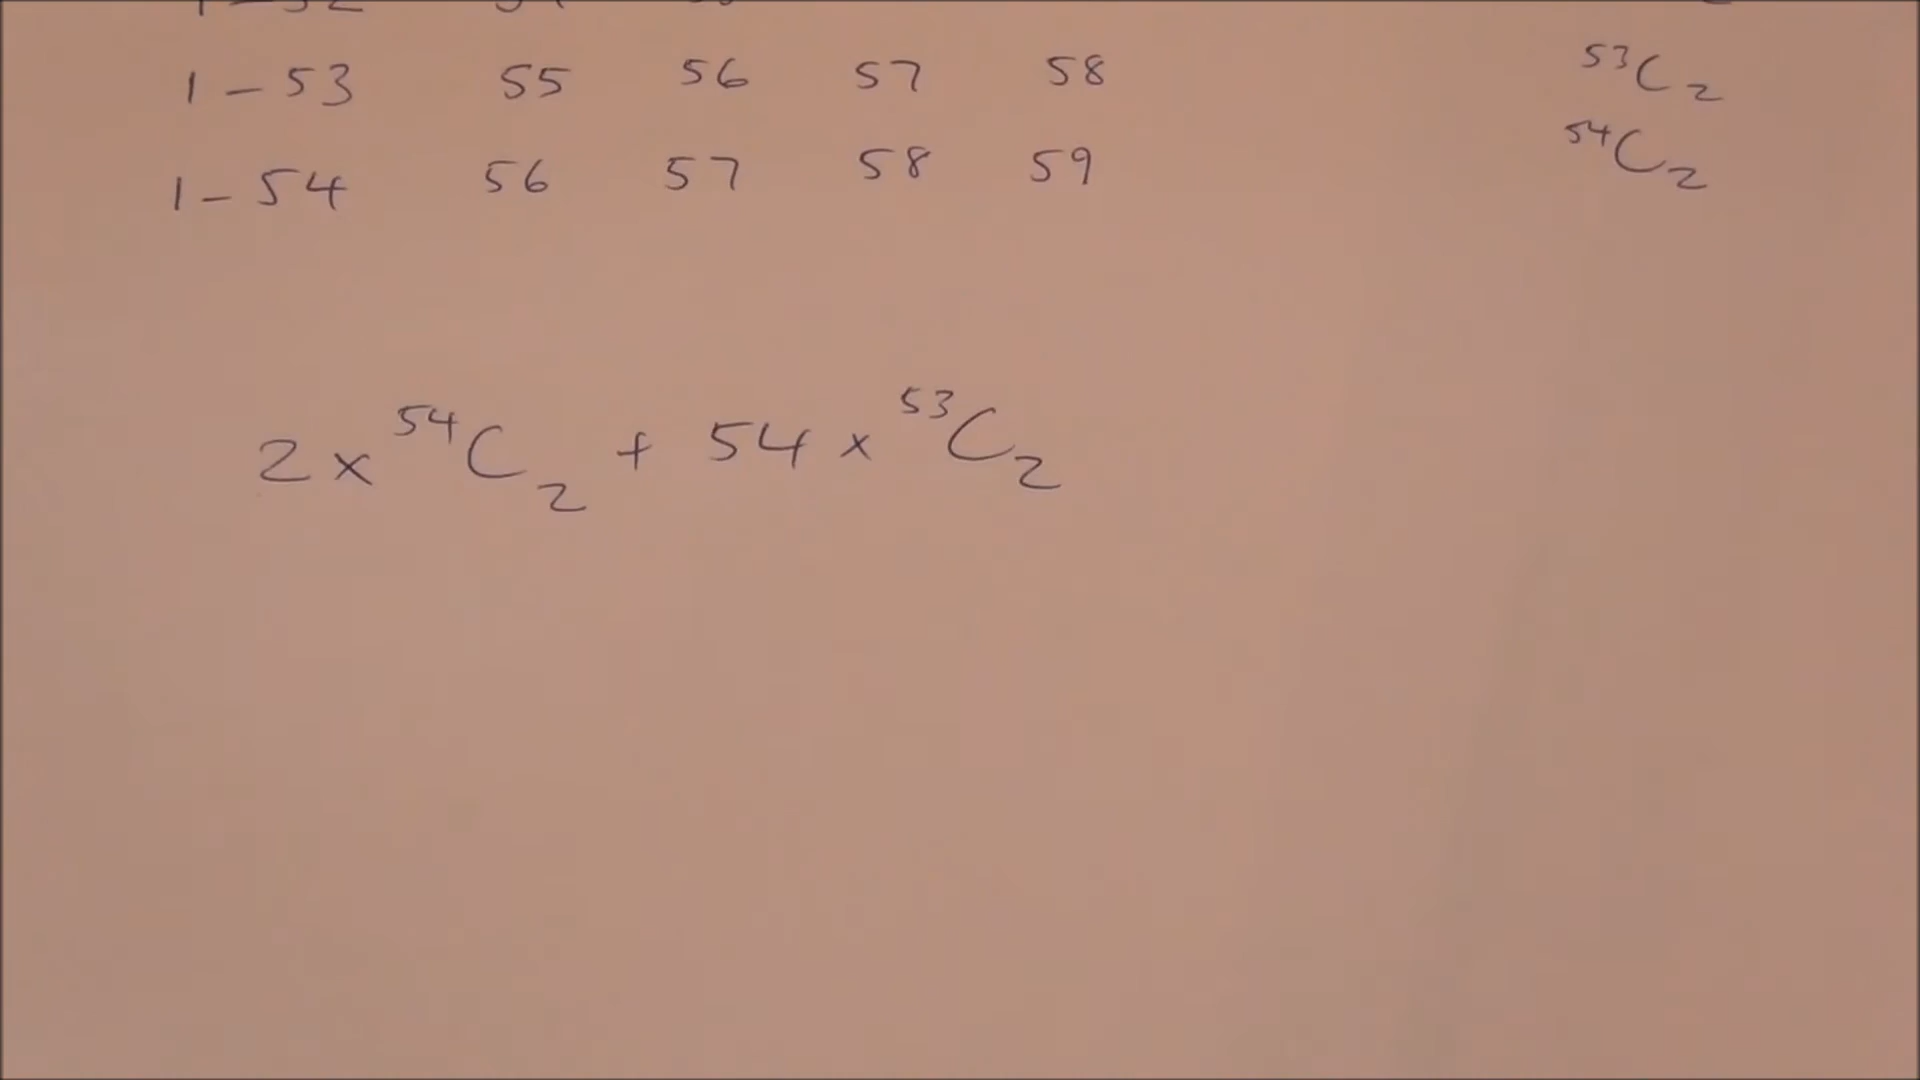 1 – 53 55 56 57 58 ⁵³C₂
1 – 54 56 57 58 59 ⁵⁴C₂
2 x ⁵⁴C₂ + 54 x ⁵³C₂